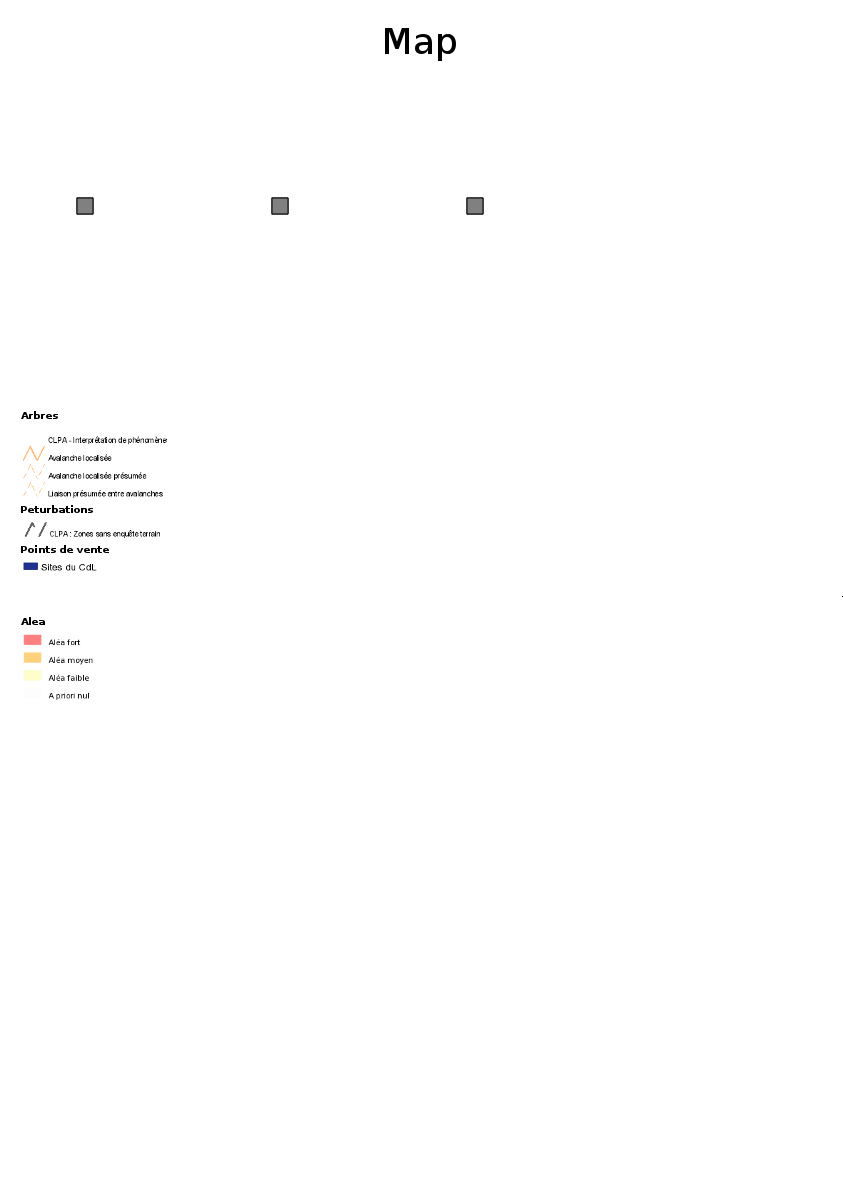 Map
Arbres
CLPA - Interprétation de phénomène
Avalanche localisée
Avalanche localisée présumée
Liaison présumée entre avalanches
Peturbations
CLPA : Zones sans enquête terrain
Points de vente
Sites du CdL
Alea
Aléa fort
Aléa moyen
Aléa faible
A priori nul